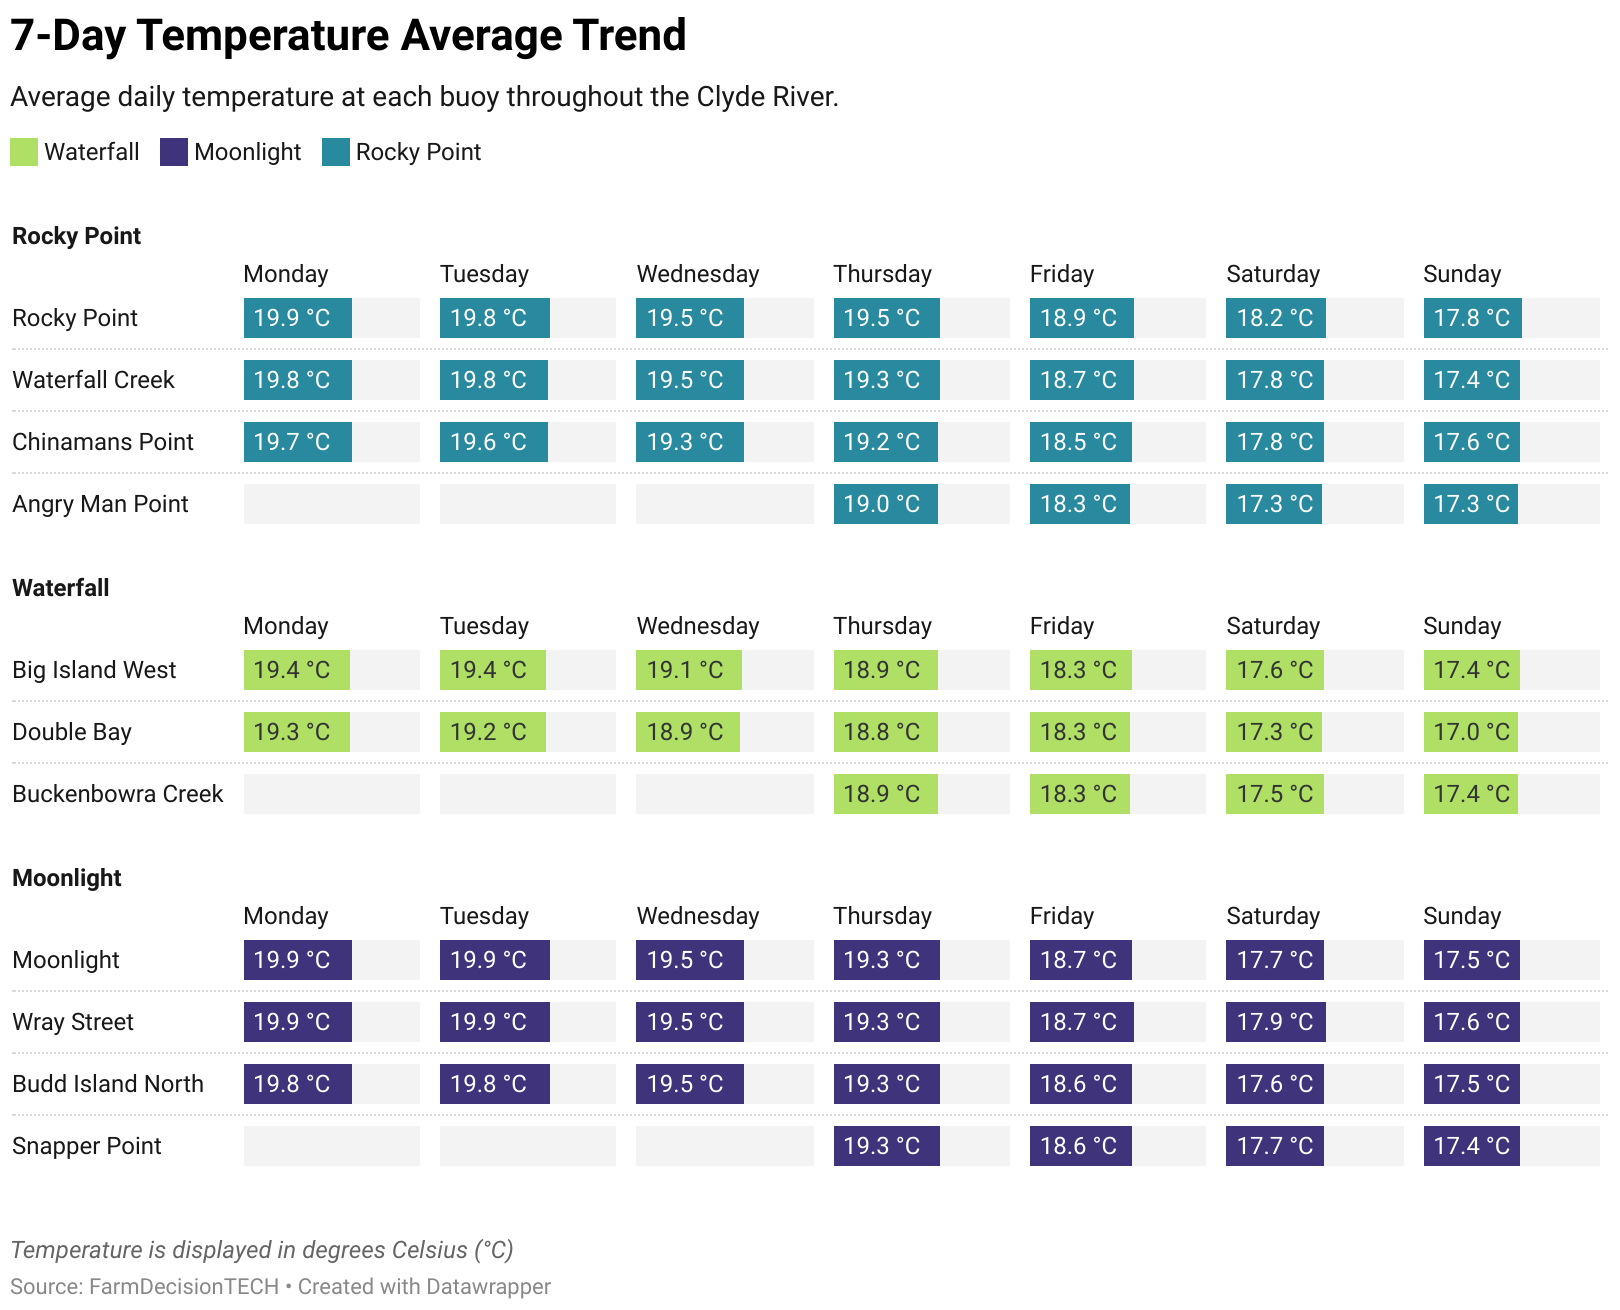 7-Day Temperature Average Trend
Average daily temperature at each buoy throughout the Clyde River.
Waterfall Moonlight Rocky Point
Rocky Point
Monday Tuesday Wednesday Thursday Friday Saturday Sunday
Rocky Point 19.9 °C 19.8 °C 19.5 °C 19.5 °C 18.9 °C 18.2 °C 17.8 °C
Waterfall Creek 19.8 °C 19.8 °C 19.5 °C 19.3 °C 18.7 °C 17.8 °C 17.4 °C
Chinamans Point 19.7 °C 19.6 °C 19.3 °C 19.2 °C 18.5 °C 17.8 °C 17.6 °C
Angry Man Point 19.0 °C 18.3 °C 17.3 °C 17.3 °C
Waterfall
Monday Tuesday Wednesday Thursday Friday Saturday Sunday
Big Island West 19.4 °C 19.4 °C 19.1 °C 18.9 °C 18.3 °C 17.6 °C 17.4 °C
Double Bay 19.3 °C 19.2 °C 18.9 °C 18.8 °C 18.3 °C 17.3 °C 17.0 °C
Buckenbowra Creek 18.9 °C 18.3 °C 17.5 °C 17.4 °C
Moonlight
Monday Tuesday Wednesday Thursday Friday Saturday Sunday
Moonlight 19.9 °C 19.9 °C 19.5 °C 19.3 °C 18.7 °C 17.7 °C 17.5 °C
Wray Street 19.9 °C 19.9 °C 19.5 °C 19.3 °C 18.7 °C 17.9 °C 17.6 °C
Budd Island North 19.8 °C 19.8 °C 19.5 °C 19.3 °C 18.6 °C 17.6 °C 17.5 °C
Snapper Point 19.3 °C 18.6 °C 17.7 °C 17.4 °C
Temperature is displayed in degrees Celsius (°C)
Source: FarmDecisionTECH • Created with Datawrapper